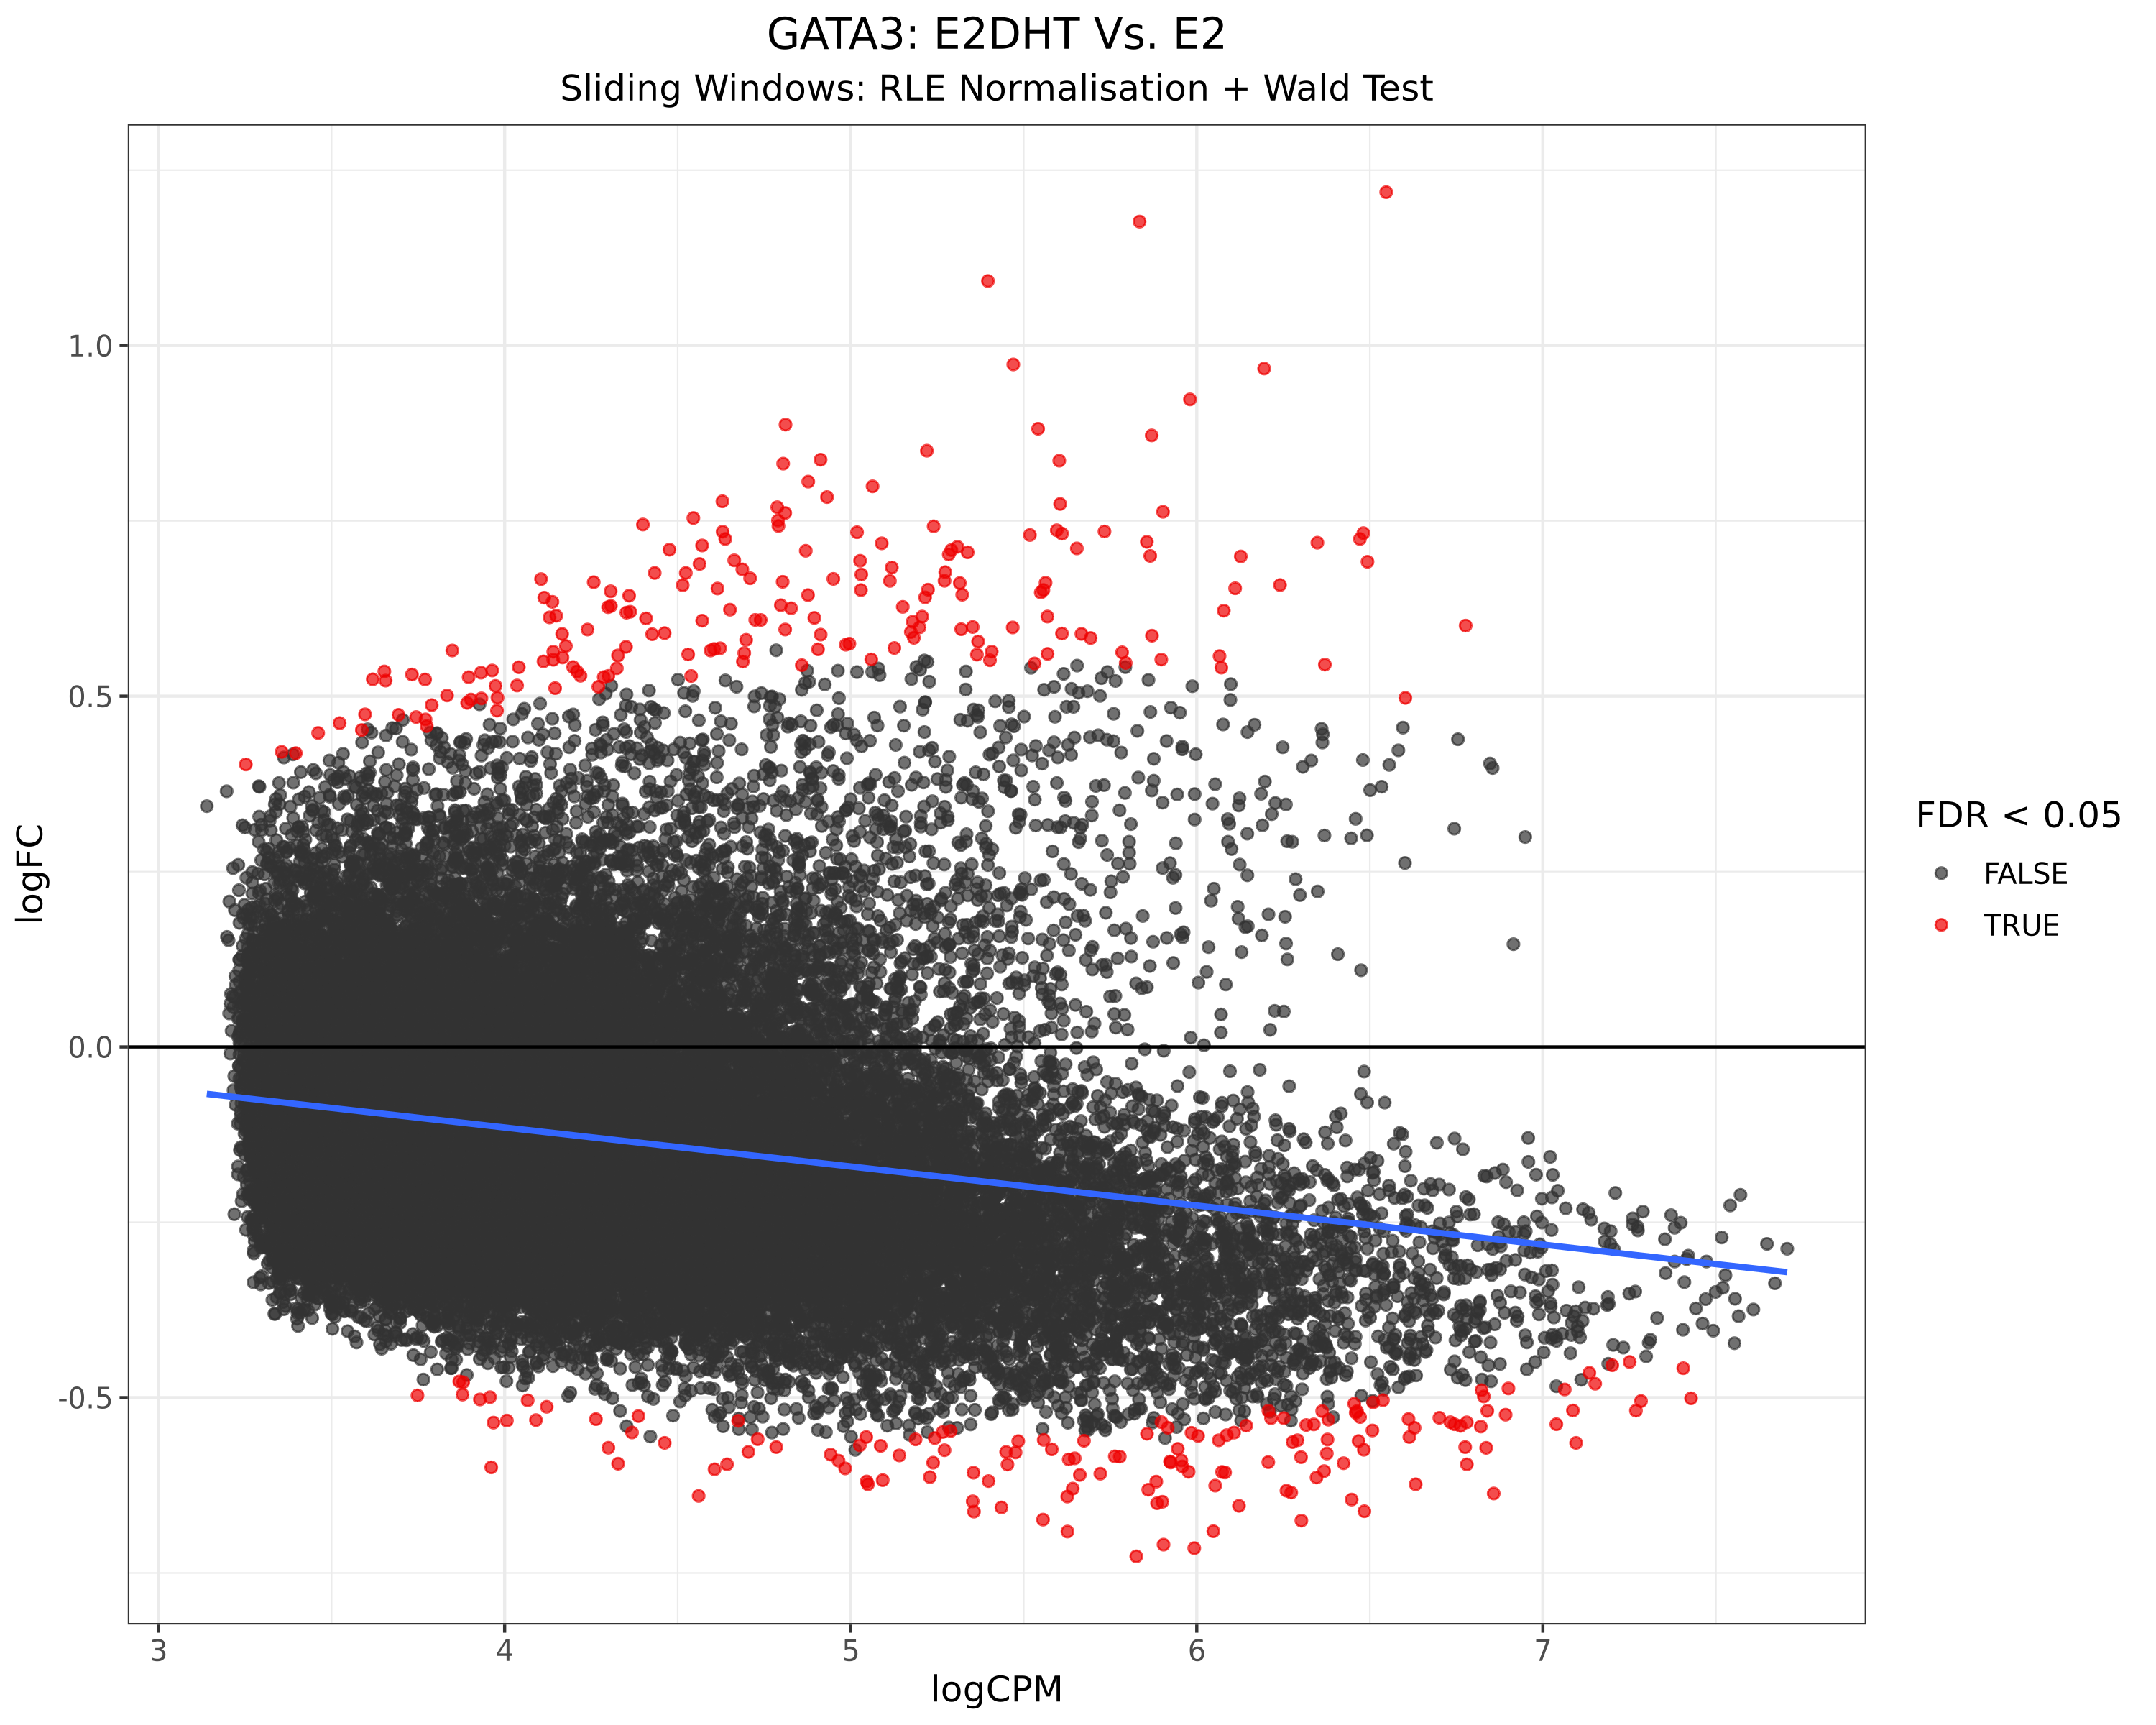 GATA3: E2DHT Vs. E2
Sliding Windows: RLE Normalisation + Wald Test
logFC
1.0
0.5
0.0
-0.5
3 4 5 6 7
logCPM
FDR < 0.05
FALSE
TRUE